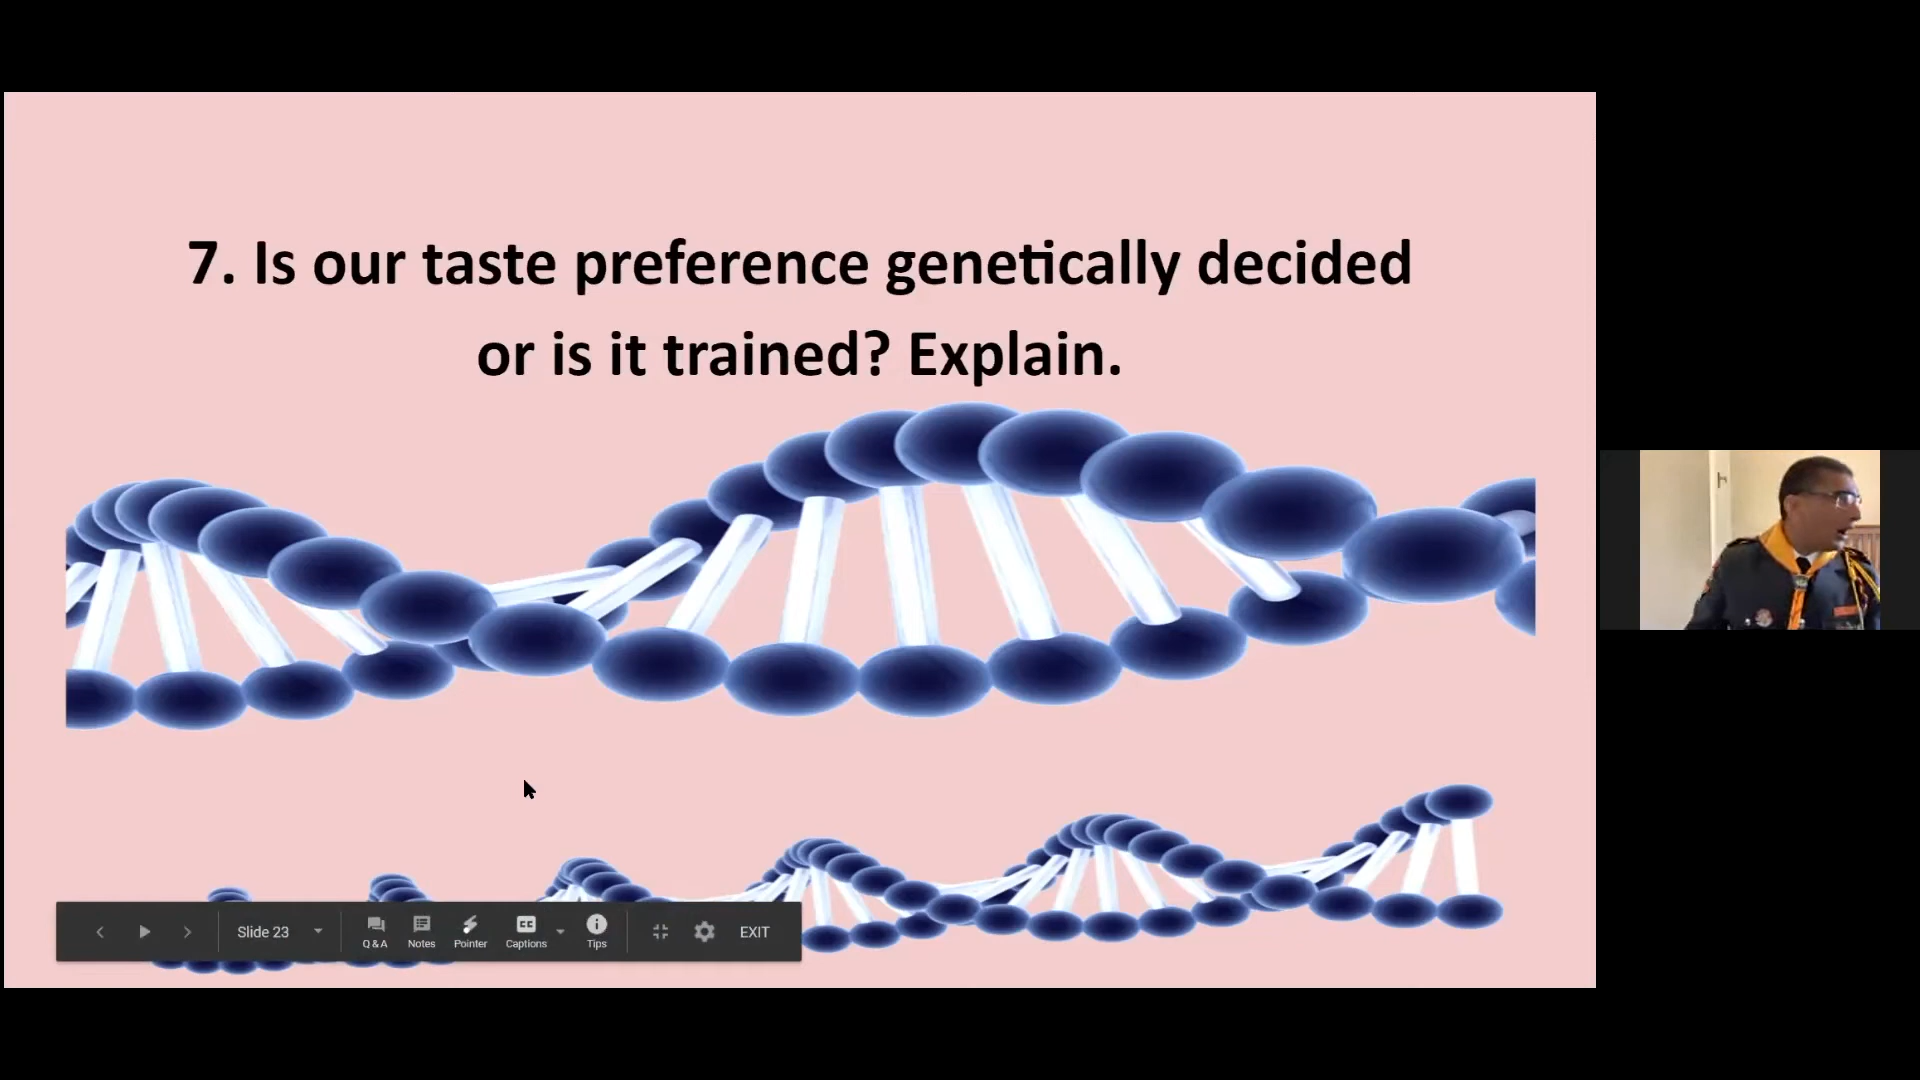 7. Is our taste preference genetically decided
or is it trained? Explain.
Slide 23
Q & A
Notes
Pointer
CC
Captions
Tips
EXIT